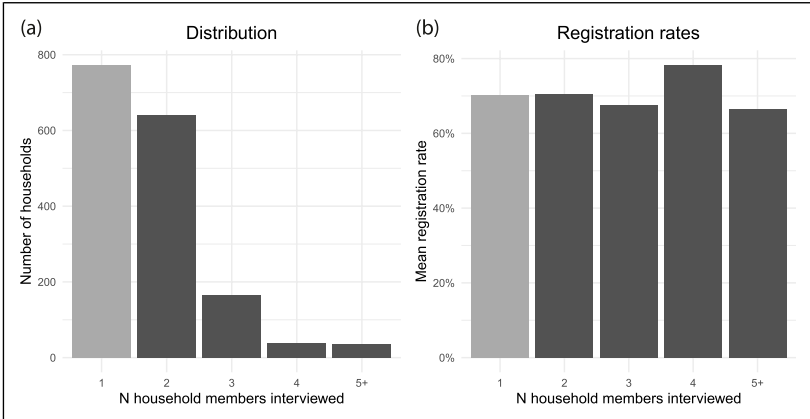 (a)
Distribution
Number of households
800
600
400
200
0
1 2 3 4 5+
N household members interviewed
(b)
Registration rates
Mean registration rate
80%
60%
40%
20%
0%
1 2 3 4 5+
N household members interviewed